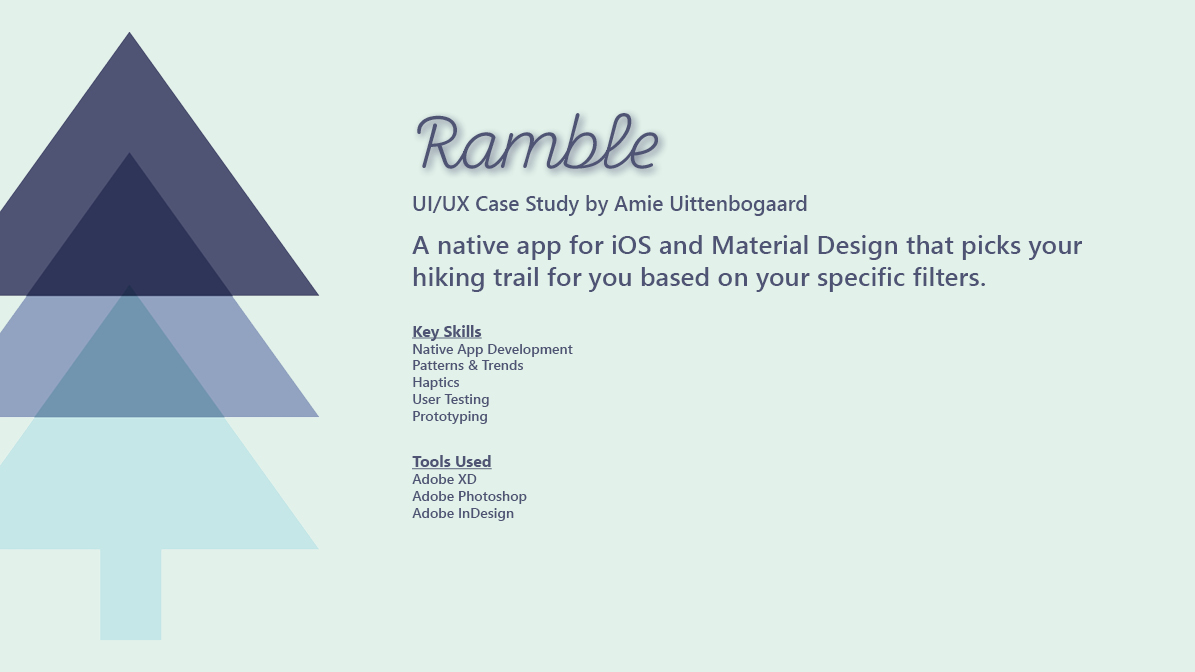 Ramble
UI/UX Case Study by Amie Uittenbogaard
A native app for iOS and Material Design that picks your
hiking trail for you based on your specific filters.
Key Skills
Native App Development
Patterns & Trends
Haptics
User Testing
Prototyping
Tools Used
Adobe XD
Adobe Photoshop
Adobe InDesign